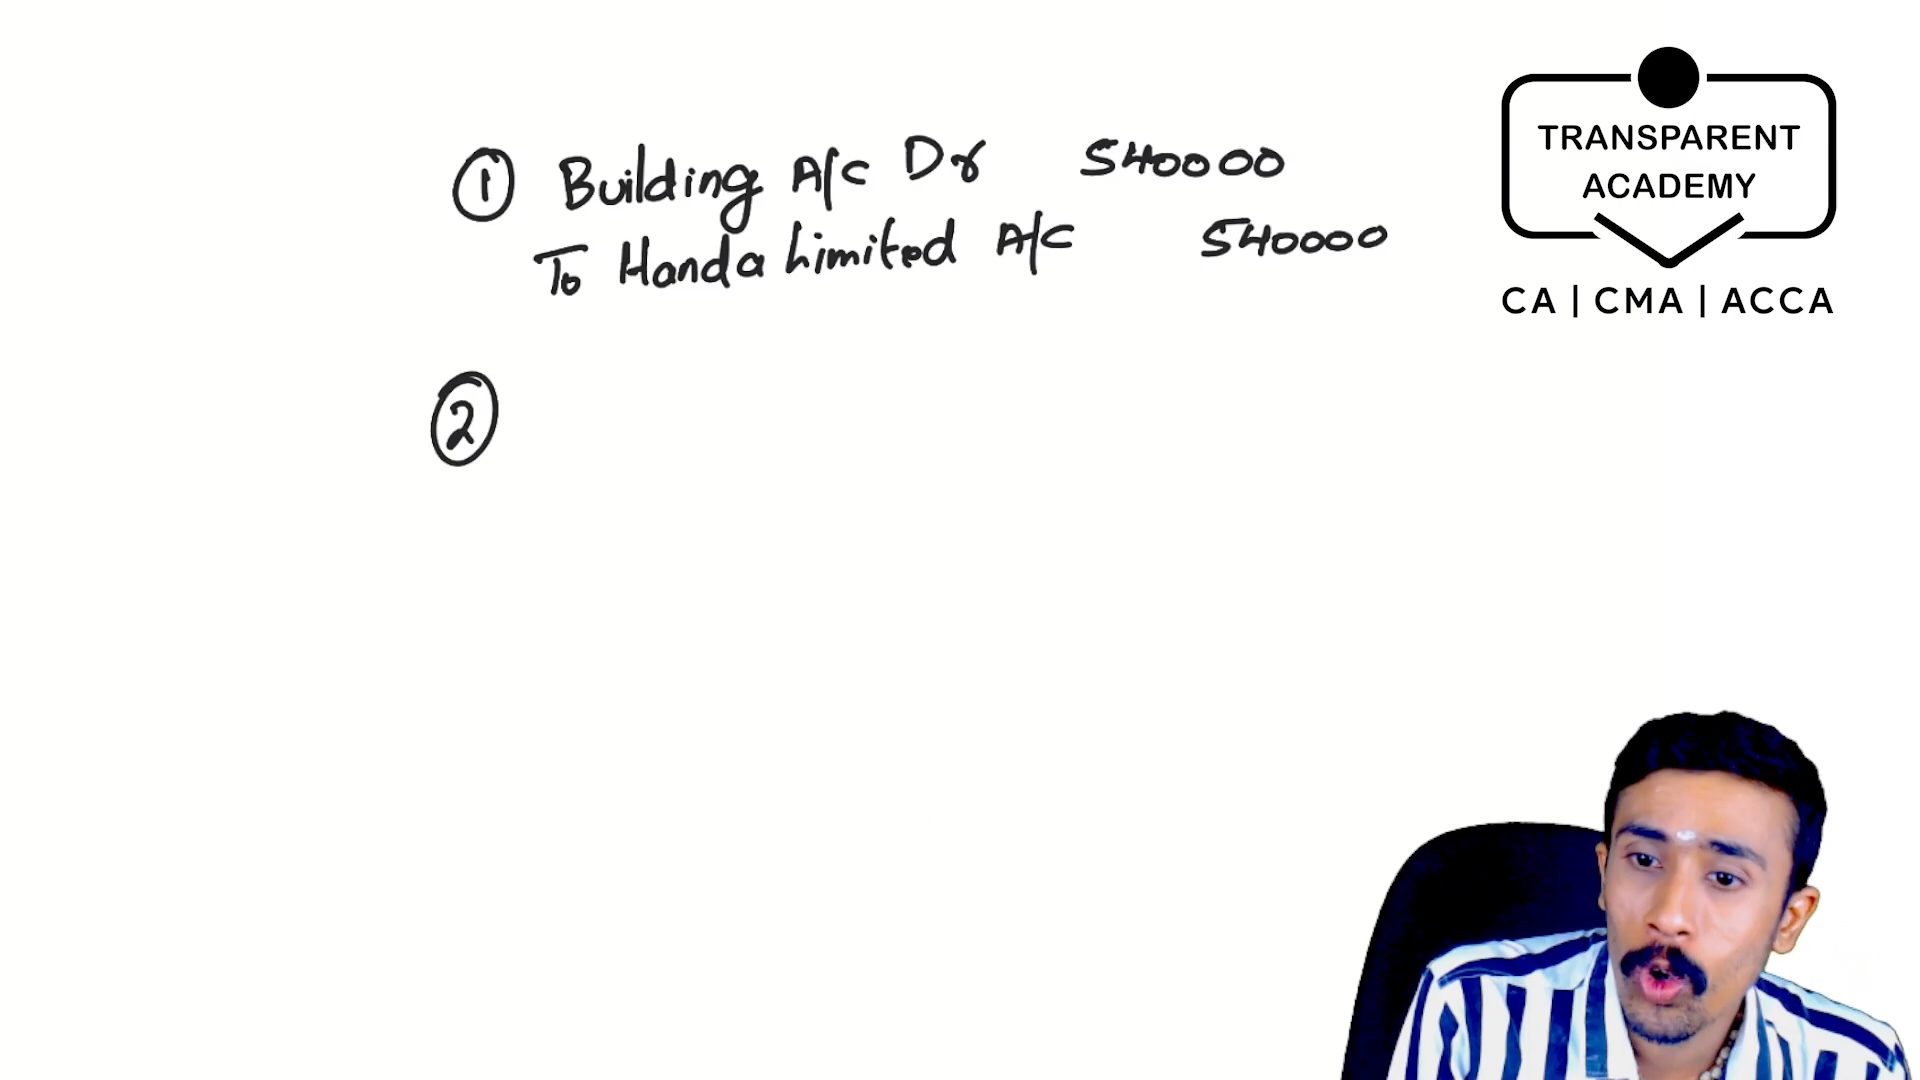 ① Building A/C Dr 540000
To Handa Limited A/C 540000
②
TRANSPARENT
ACADEMY
CA | CMA | ACCA